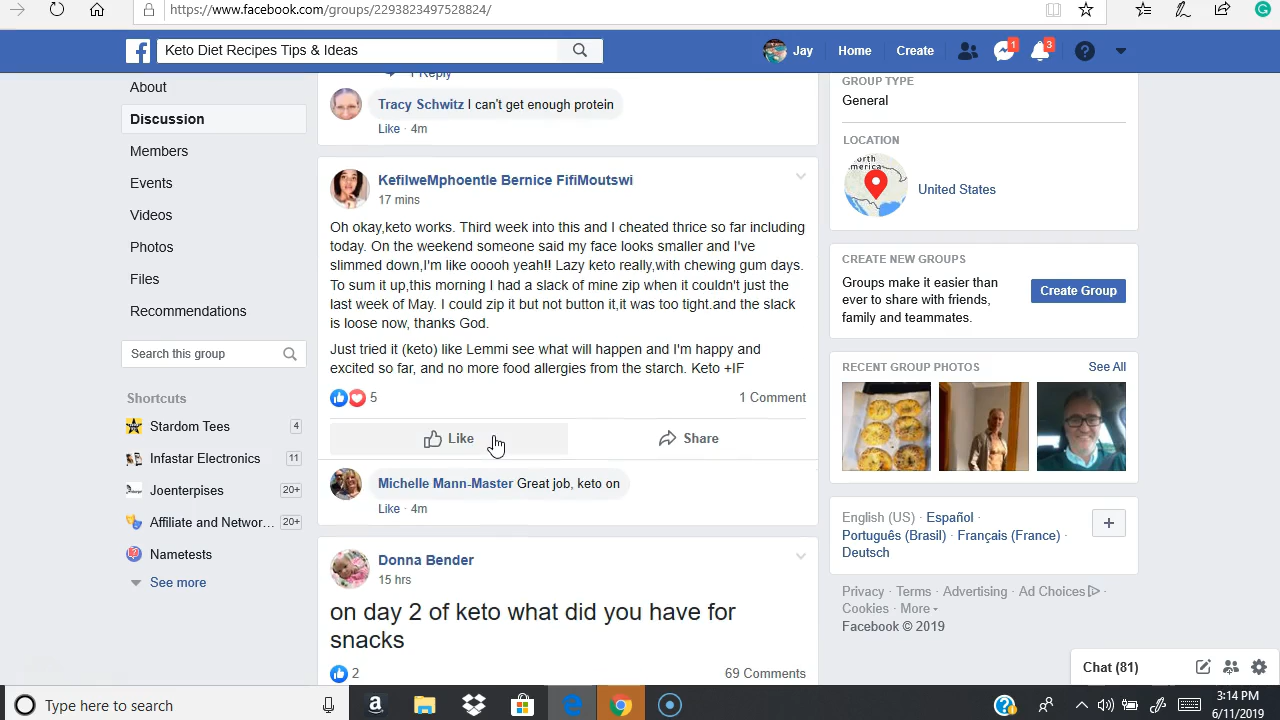 https://www.facebook.com/groups/2293823497528824/
Keto Diet Recipes Tips & Ideas
Jay
Home
Create
1
3
About
Discussion
Members
Events
Videos
Photos
Files
Recommendations
Search this group
Shortcuts
Stardom Tees 4
Infastar Electronics 11
Joenterpises 20+
Affiliate and Networ... 20+
Nametests
See more
1 Reply
Tracy Schwitz I can't get enough protein
Like · 4m
KefilweMphoentle Bernice FifiMoutswi
17 mins
Oh okay,keto works. Third week into this and I cheated thrice so far including
today. On the weekend someone said my face looks smaller and I've
slimmed down,I'm like ooooh yeah!! Lazy keto really,with chewing gum days.
To sum it up,this morning I had a slack of mine zip when it couldn't just the
last week of May. I could zip it but not button it,it was too tight.and the slack
is loose now, thanks God.
Just tried it (keto) like Lemmi see what will happen and I'm happy and
excited so far, and no more food allergies from the starch. Keto +IF
5
1 Comment
Like
Share
Michelle Mann-Master Great job, keto on
Like · 4m
Donna Bender
15 hrs
on day 2 of keto what did you have for
snacks
2
69 Comments
GROUP TYPE
General
LOCATION
North
America
United States
CREATE NEW GROUPS
Groups make it easier than
ever to share with friends,
family and teammates.
Create Group
RECENT GROUP PHOTOS
See All
English (US) · Español ·
Português (Brasil) · Français (France) ·
Deutsch
Privacy · Terms · Advertising · Ad Choices ·
Cookies · More
Facebook © 2019
Chat (81)
Type here to search
3:14 PM
6/11/2019